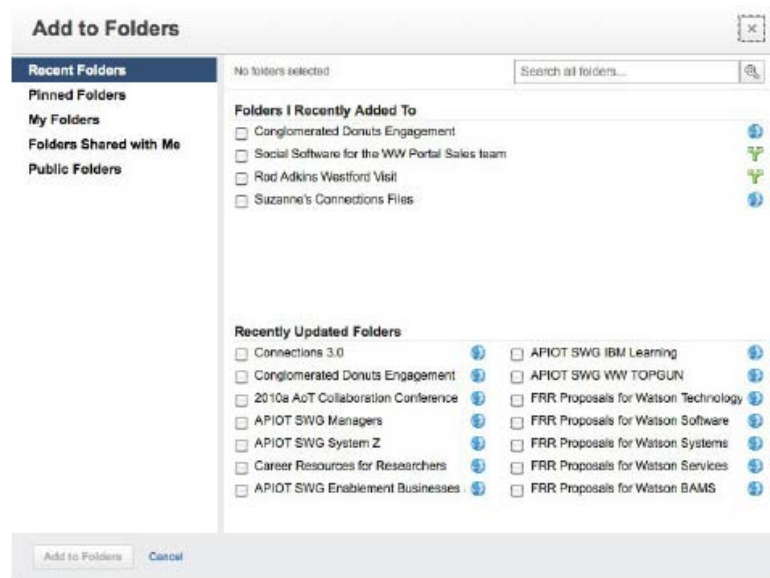 Add to Folders
Recent Folders
Pinned Folders
My Folders
Folders Shared with Me
Public Folders
No folders selected
Search all folders...
Folders I Recently Added To
Conglomerated Donuts Engagement
Social Software for the WW Portal Sales team
Rod Adkins Westford Visit
Suzanne's Connections Files
Recently Updated Folders
Connections 3.0
Conglomerated Donuts Engagement
2010a AoT Collaboration Conference
APIOT SWG Managers
APIOT SWG System Z
Career Resources for Researchers
APIOT SWG Enablement Businesses
APIOT SWG IBM Learning
APIOT SWG WW TOPGUN
FRR Proposals for Watson Technology
FRR Proposals for Watson Software
FRR Proposals for Watson Systems
FRR Proposals for Watson Services
FRR Proposals for Watson BAMS
Add to Folders
Cancel